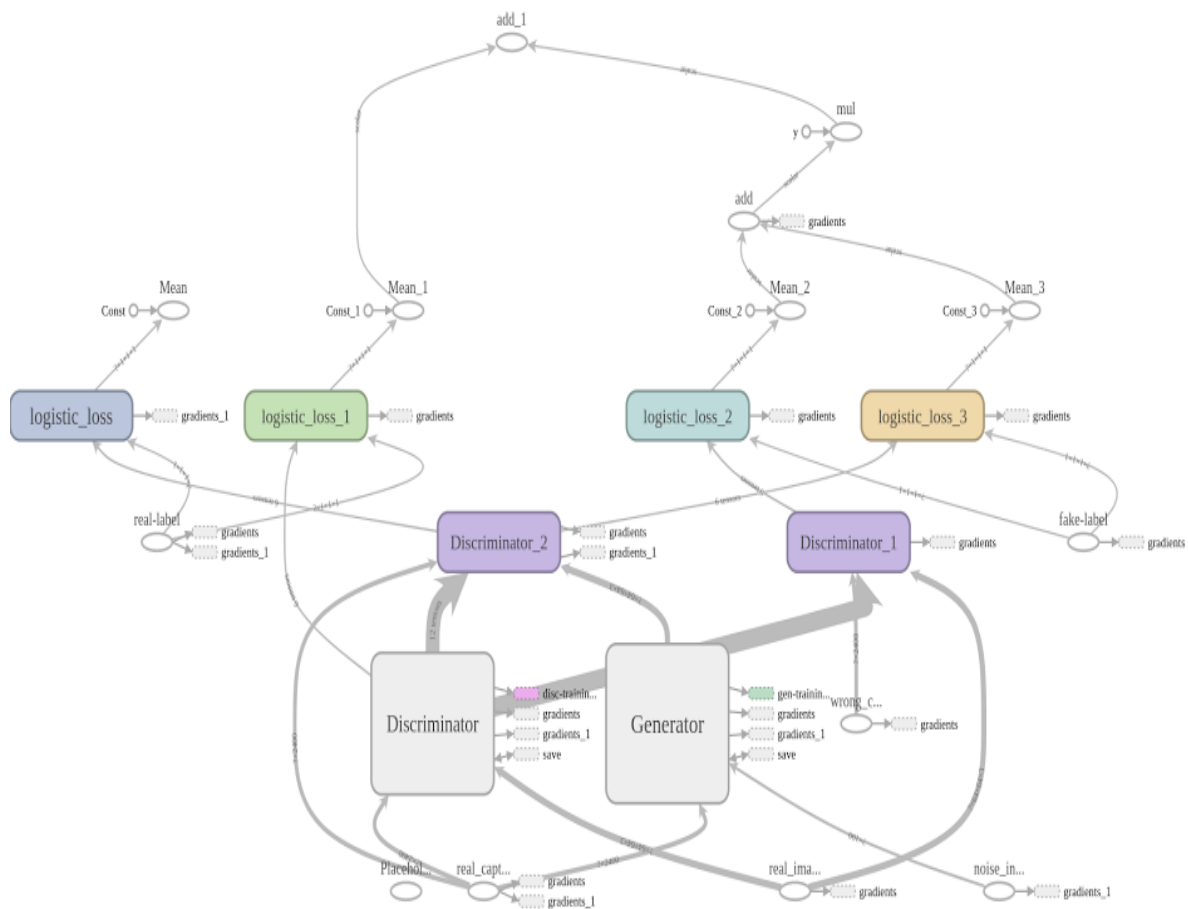 add_1
mul
y
add
gradients
Mean
Const
Mean_1
Const_1
Mean_2
Const_2
Mean_3
Const_3
logistic_loss
gradients_1
logistic_loss_1
gradients
logistic_loss_2
gradients
logistic_loss_3
gradients
real-label
gradients
gradients_1
Discriminator_2
gradients
gradients_1
Discriminator_1
gradients
fake-label
gradients
Discriminator
disc-trainin...
gradients
gradients_1
save
Generator
gen-trainin...
gradients
gradients_1
save
wrong_c...
gradients
Placehol...
real_capt...
gradients
gradients_1
real_ima...
gradients
noise_in...
gradients_1